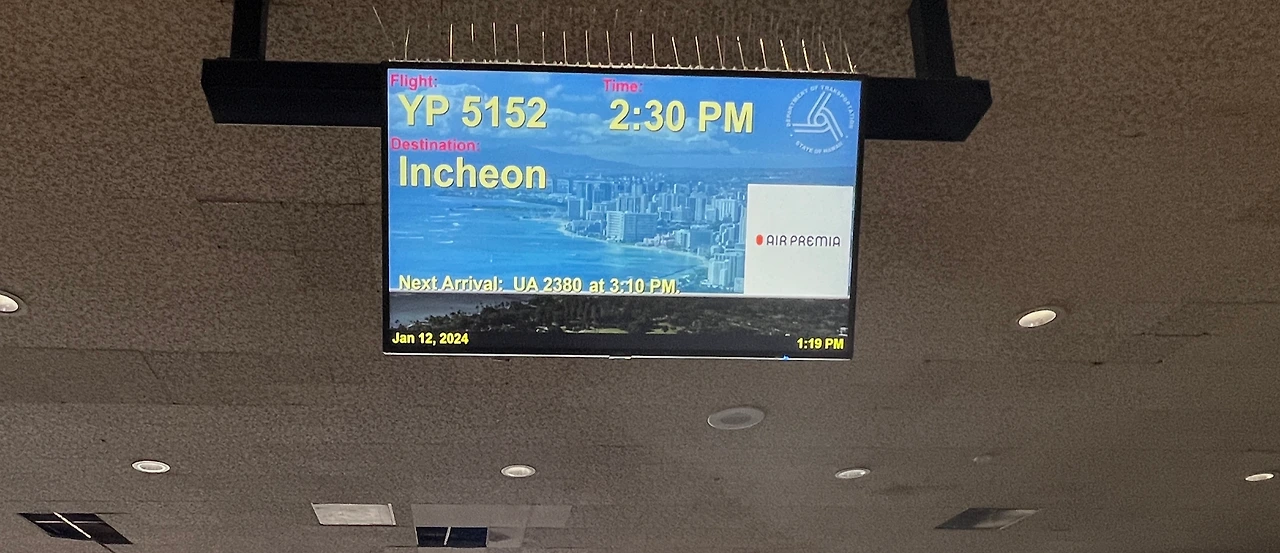 Flight:
Time:
YP 5152
2:30 PM
DEPARTMENT OF TRANSPORTATION
STATE OF HAWAII
Destination:
Incheon
AIR PREMIA
Next Arrival: UA 2380 at 3:10 PM.
Jan 12, 2024
1:19 PM